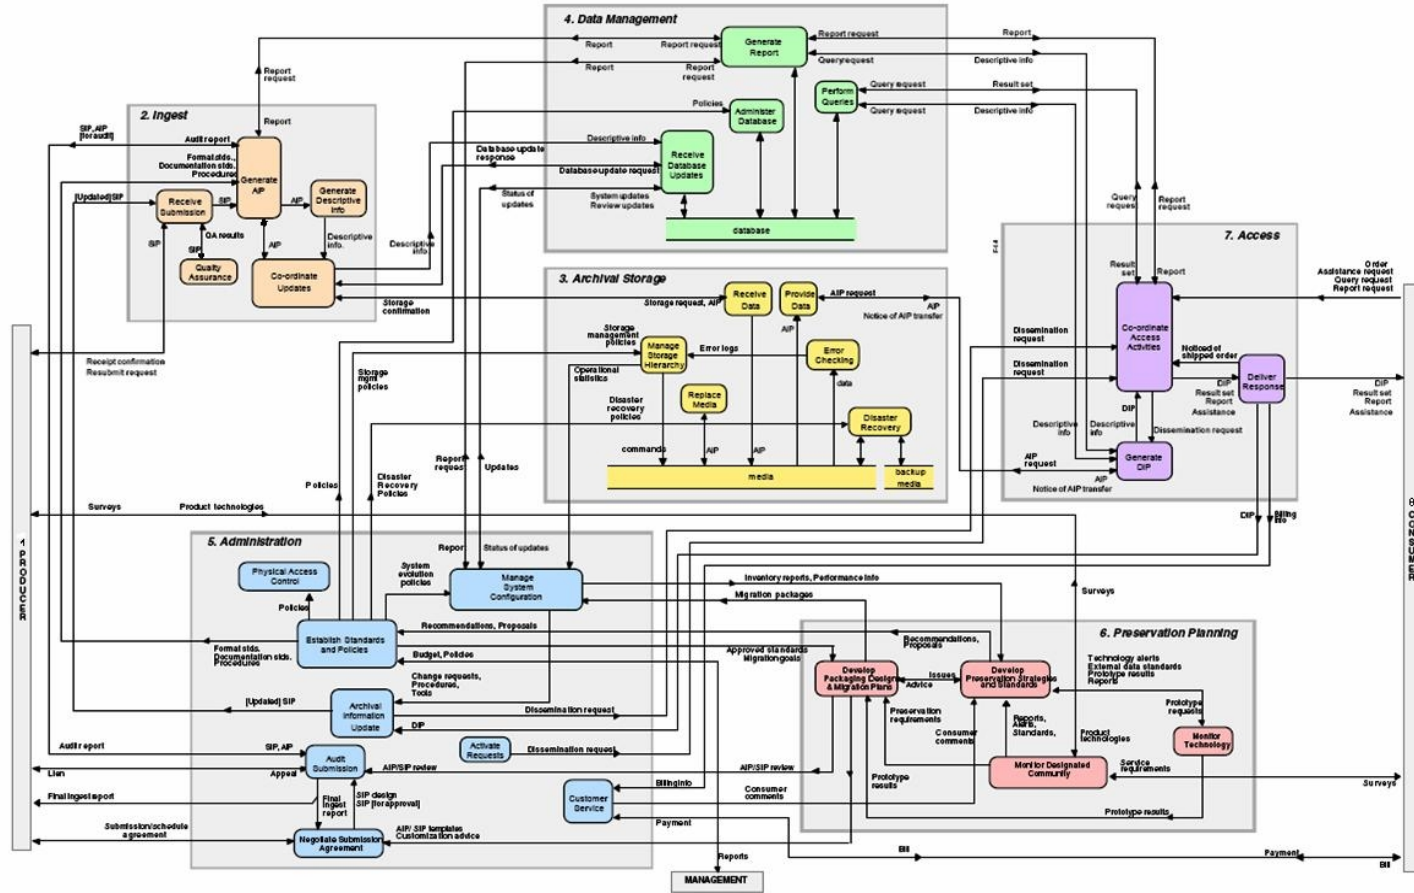 4. Data Management
Generate
Report
Report request
Report
Report
Report request
Report
Report
request
Query request
Descriptive info
Report
request
Report
Perform
Queries
Query request
Result set
Query request
Descriptive info
Policies
Administer
Database
Descriptive info
Database update
response
Database update request
Receive
Database
Updates
Status of
updates
System updates
Review updates
database
2. Ingest
SIP, AIP
[for audit]
Audit report
Formal stds.,
Documentation stds.
Procedures
Generate
AIP
[Updated] SIP
Receive
Submission
SIP
AIP
Generate
Descriptive
Info
QA results
SIP
SIP
AIP
Descriptive
info.
Quality
Assurance
Co-ordinate
Updates
Descriptive
info.
Storage
confirmation
Receipt confirmation
Resubmit request
3. Archival Storage
Receive
Data
Provide
Data
Storage request, AIP
AIP request
AIP
Notice of AIP transfer
Storage
management
policies
AIP
Manage
Storage
Hierarchy
Error logs
Error
Checking
Operational
statistics
data
Storage
mgmt
policies
Replace
Media
Disaster
recovery
policies
Disaster
Recovery
commands
AIP
AIP
media
backup
media
7. Access
Query
request
Report
request
Result
set
Report
Order
Assistance request
Query request
Report request
Co-ordinate
Access
Activities
Dissemination
request
Dissemination
request
Noticed of
shipped order
Deliver
Response
DIP
Result set
Report
Assistance
DIP
Result set
Report
Assistance
DIP
Descriptive
info
Descriptive
info
Dissemination request
Generate
DIP
AIP
request
AIP
Notice of AIP transfer
DIP
Billing
info
1
PRODUCER
CONSUMER
Report
request
Updates
Policies
Disaster
Recovery
Policies
Surveys
Product technologies
5. Administration
Report
Status of updates
Physical Access
Control
System
evolution
policies
Manage
System
Configuration
Inventory reports, Performance info
Migration packages
Surveys
Policies
Establish Standards
and Policies
Recommendations, Proposals
Formal stds.
Documentation stds.
Procedures
Budget, Policies
Approved standards
Migration goals
Change requests,
Procedures,
Tools
[Updated] SIP
Archival
Information
Update
Dissemination request
DIP
Audit report
SIP, AIP
Audit
Submission
Activate
Requests
Dissemination request
Lien
Appeal
AIP/SIP review
AIP/SIP review
Final ingest report
Final
Ingest
report
SIP design
SIP [for approval]
Customer
Service
Billing info
Consumer
comments
Payment
Submission/schedule
agreement
Negotiate Submission
Agreement
AIP/ SIP templates
Customization advice
Reports
MANAGEMENT
Bill
Payment
Bill
6. Preservation Planning
Recommendations,
Proposals
Develop
Packaging Designs
& Migration Plans
Issues
Advice
Develop
Preservation Strategies
and Standards
Technology alerts
External data standards
Prototype results
Reports
Prototype
requests
Preservation
requirements
Consumer
comments
Reports,
Alerts,
Standards,
Product
technologies
Monitor
Technology
Monitor Designated
Community
Service
requirements
Prototype
results
Surveys
Prototype results